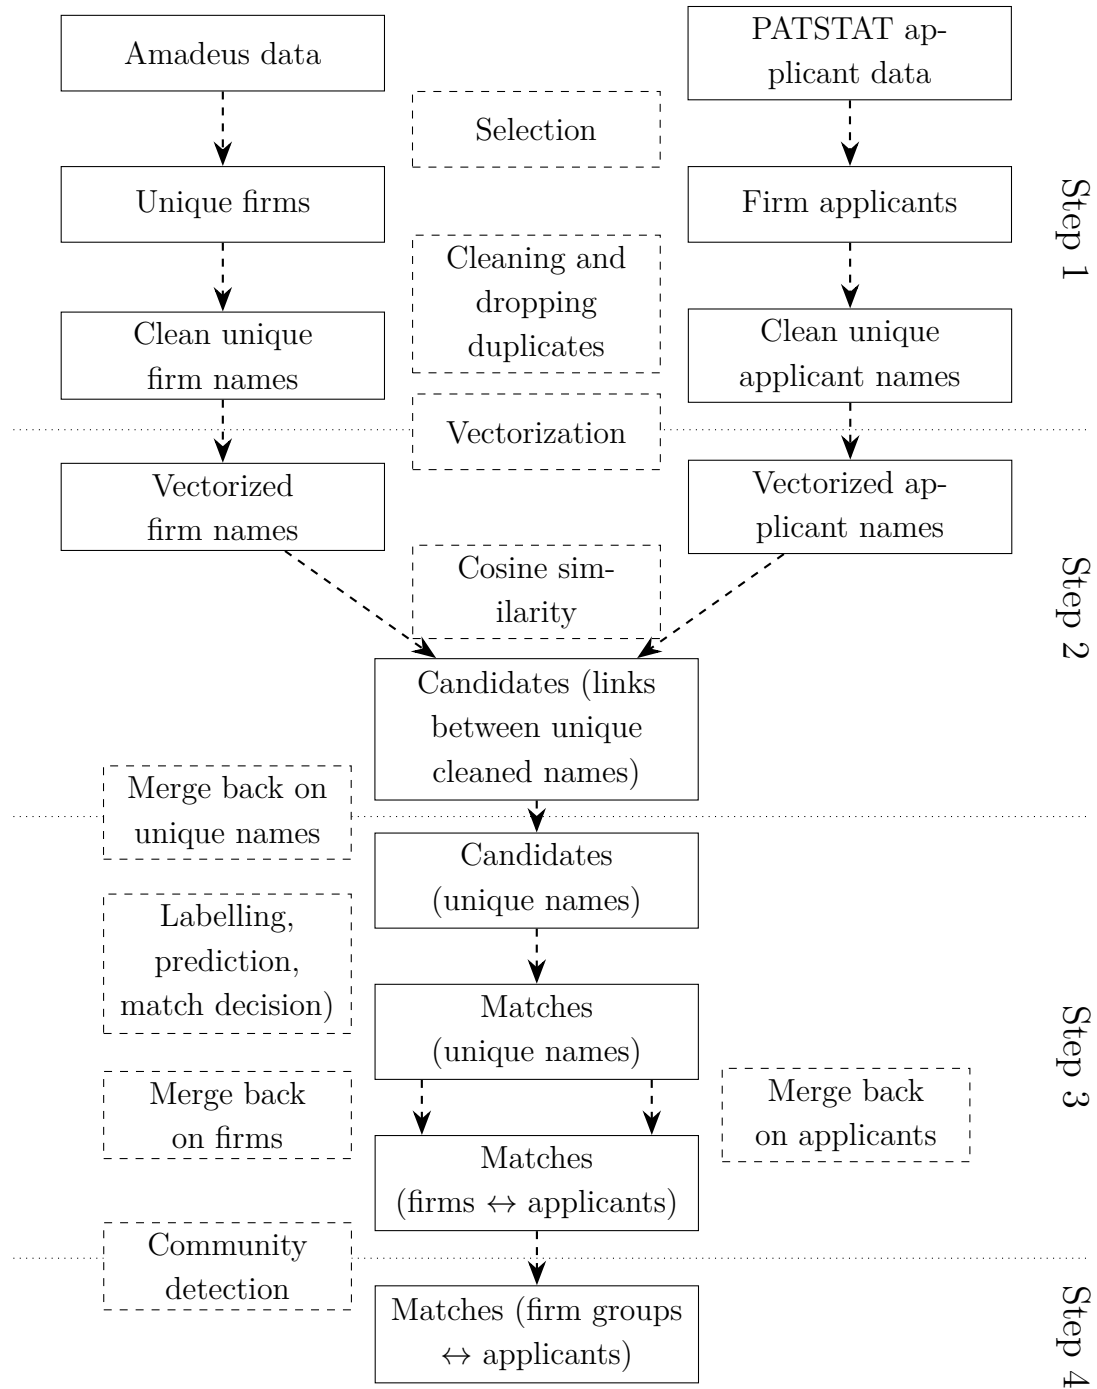 Amadeus data
PATSTAT ap-
plicant data
Selection
Unique firms
Firm applicants
Step 1
Cleaning and
dropping
duplicates
Clean unique
firm names
Clean unique
applicant names
Vectorization
Vectorized
firm names
Vectorized ap-
plicant names
Cosine sim-
ilarity
Step 2
Candidates (links
between unique
cleaned names)
Merge back on
unique names
Candidates
(unique names)
Labelling,
prediction,
match decision)
Matches
(unique names)
Step 3
Merge back
on firms
Merge back
on applicants
Matches
(firms ↔ applicants)
Community
detection
Matches (firm groups
↔ applicants)
Step 4